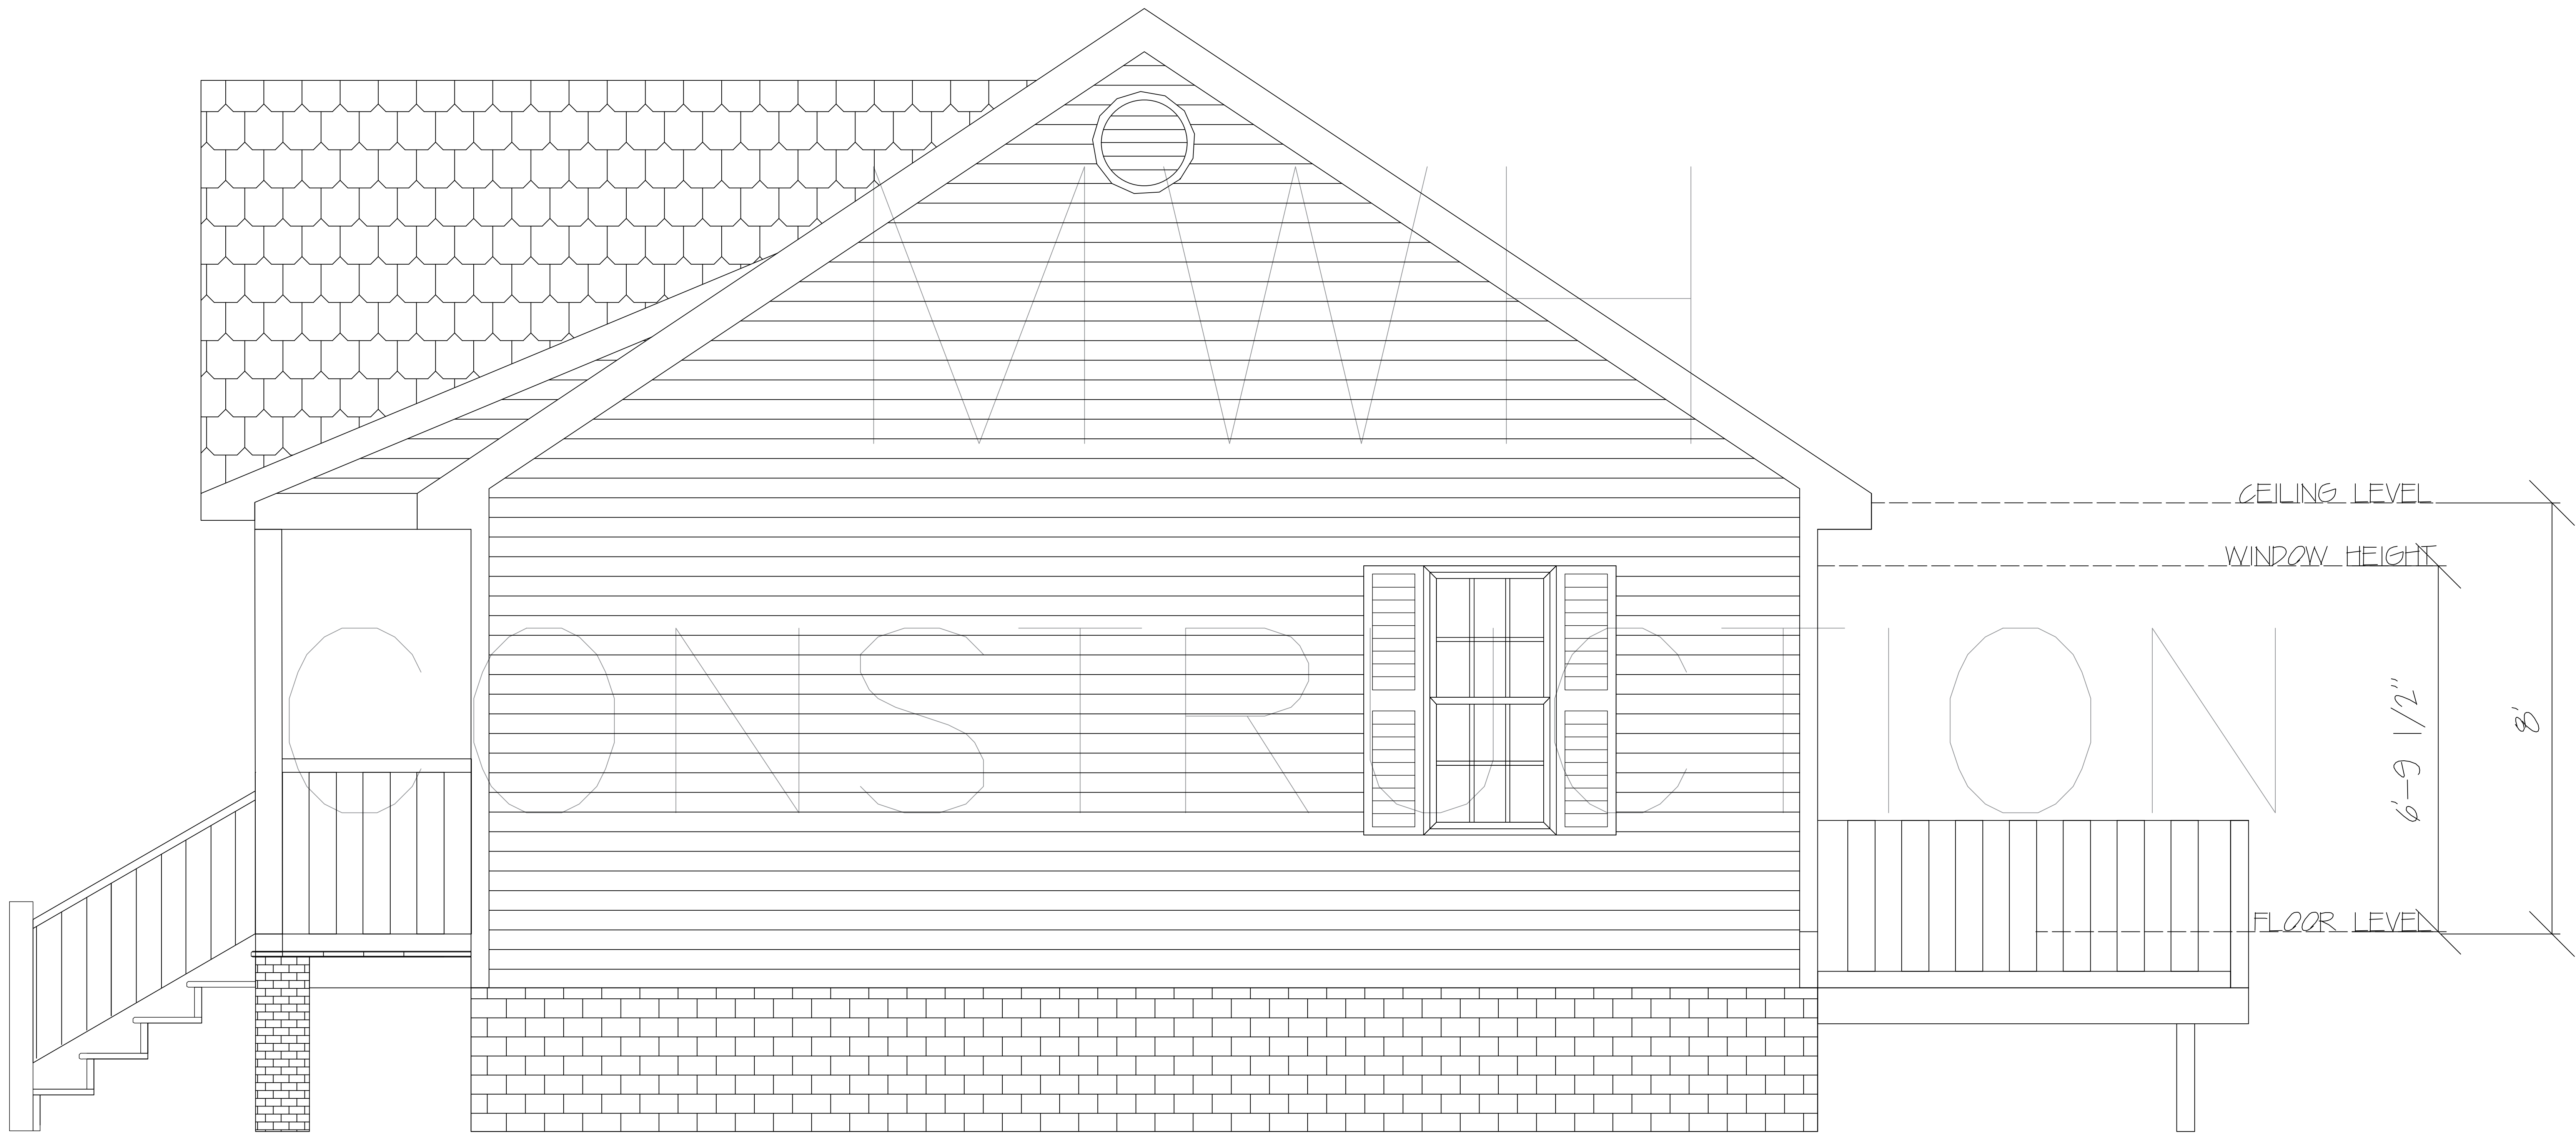 MWH
CEILING LEVEL
WINDOW HEIGHT
CONSTRUCTION
6'-9 1/2"
8'
FLOOR LEVEL